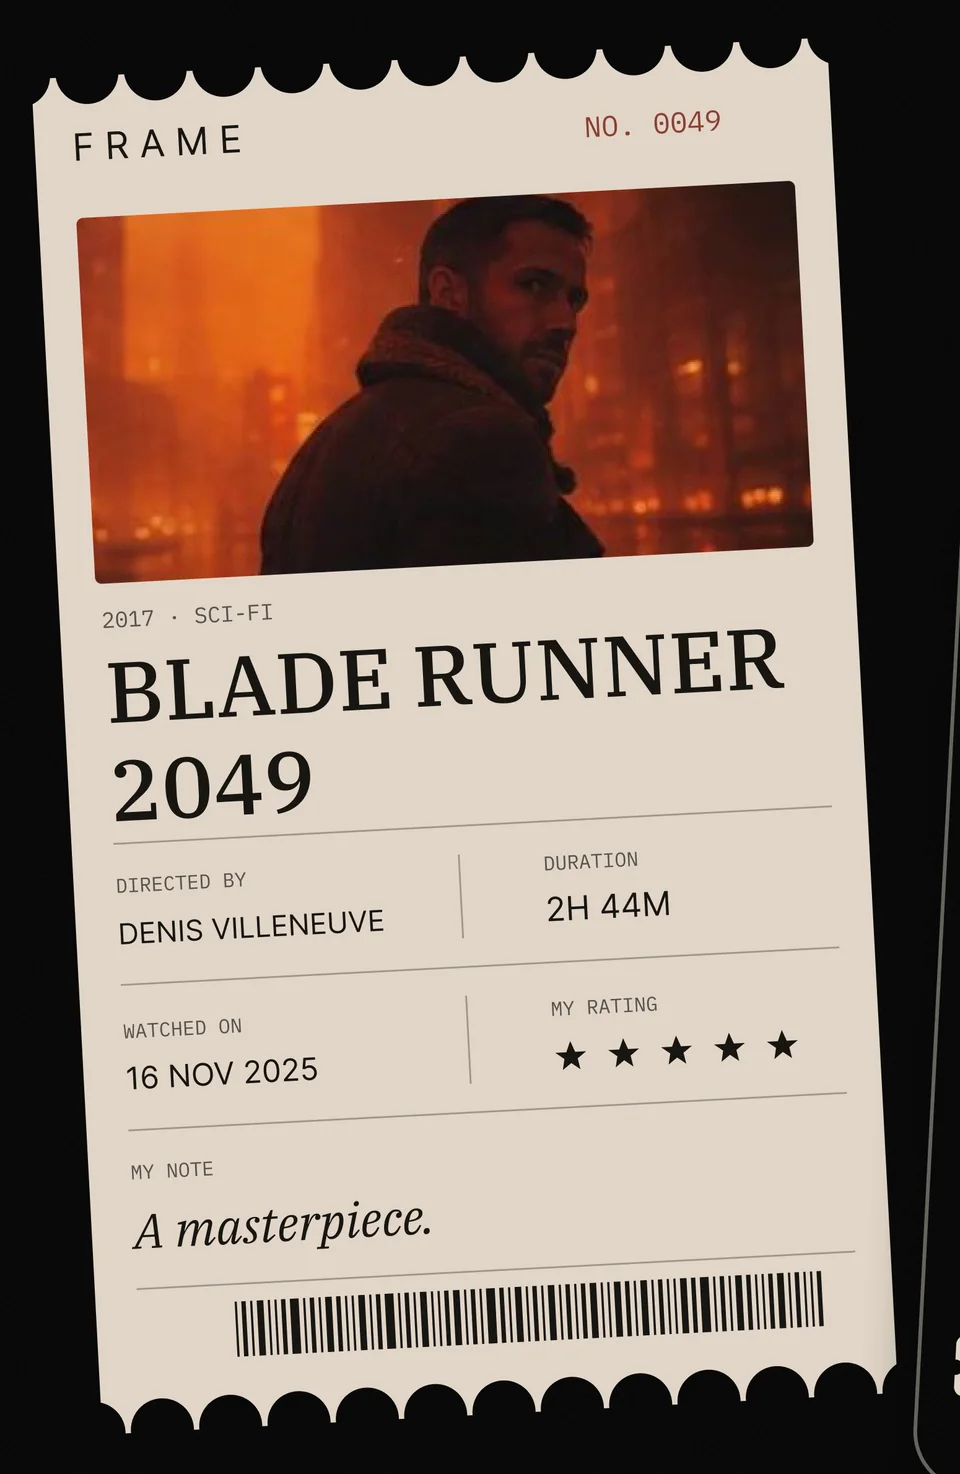 FRAME
NO. 0049
2017 · SCI-FI
BLADE RUNNER
2049
DIRECTED BY
DENIS VILLENEUVE
DURATION
2H 44M
WATCHED ON
16 NOV 2025
MY RATING
★ ★ ★ ★ ★
MY NOTE
A masterpiece.